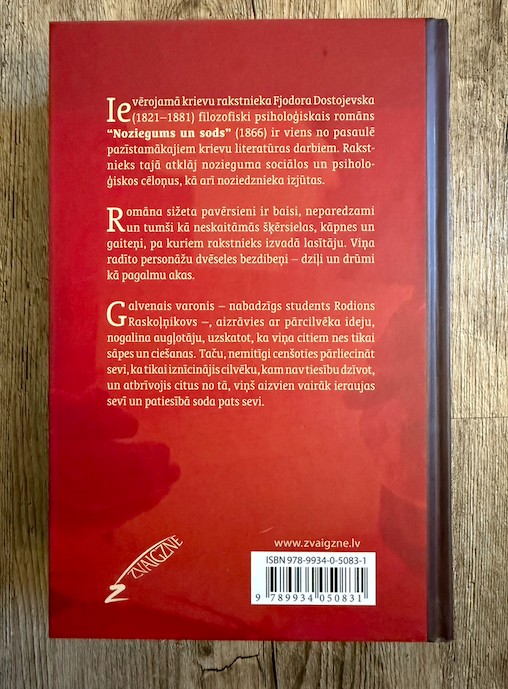 Ievērojamā krievu rakstnieka Fjodora Dostojevska
(1821–1881) filozofiski psiholoģiskais romāns
“Noziegums un sods” (1866) ir viens no pasaulē
pazīstamākajiem krievu literatūras darbiem. Rakst-
nieks tajā atklāj nozieguma sociālos un psiholo-
ģiskos cēloņus, kā arī noziedznieka izjūtas.
Romāna sižeta pavērsieni ir baisi, neparedzami
un tumši kā neskaitāmās šķērsielas, kāpnes un
gaiteņi, pa kuriem rakstnieks izvadā lasītāju. Viņa
radīto personāžu dvēseles bezdibeņi – dziļi un drūmi
kā pagalmu akas.
Galvenais varonis – nabadzīgs students Rodions
Raskoļņikovs –, aizrāvies ar pārcilvēka ideju,
nogalina augļotāju, uzskatot, ka viņa citiem nes tikai
sāpes un ciešanas. Taču, nemitīgi cenšoties pārliecināt
sevi, ka tikai iznīcinājis cilvēku, kam nav tiesību dzīvot,
un atbrīvojis citus no tā, viņš aizvien vairāk ieraujas
sevī un patiesībā soda pats sevi.
ZVAIGZNE
www.zvaigzne.lv
ISBN 978-9934-0-5083-1
9 789934 050831